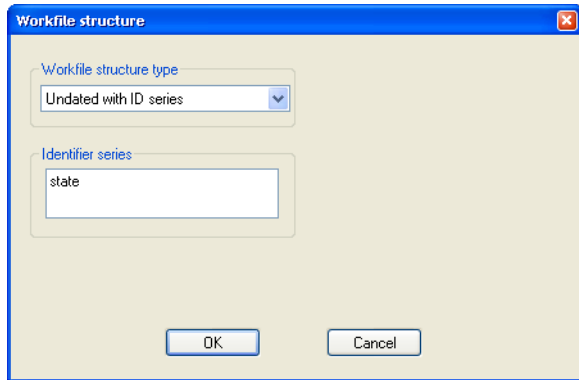 Workfile structure
Workfile structure type
Undated with ID series
Identifier series
state
OK
Cancel